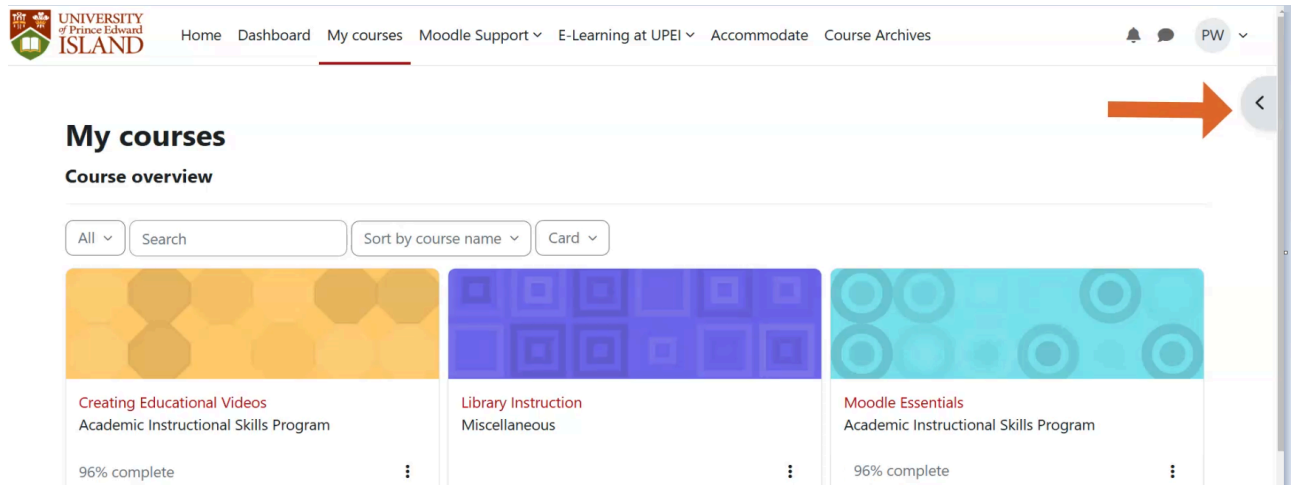 UNIVERSITY
of Prince Edward
ISLAND
Home Dashboard My courses Moodle Support E-Learning at UPEI Accommodate Course Archives PW
My courses
Course overview
All Search Sort by course name Card
Creating Educational Videos Library Instruction Moodle Essentials
Academic Instructional Skills Program Miscellaneous Academic Instructional Skills Program
96% complete 96% complete